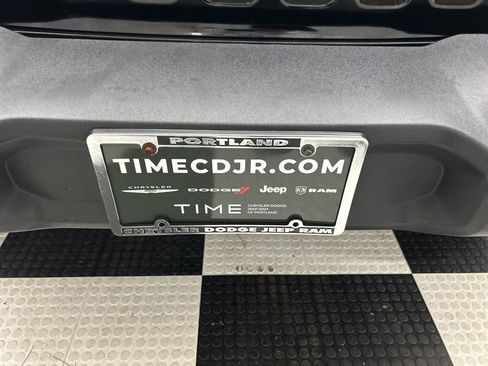 PORTLAND
TIMECDJR.COM
CHRYSLER DODGE Jeep RAM
TIME CHRYSLER DODGE
JEEP RAM
OF PORTLAND
CHRYSLER DODGE JEEP RAM